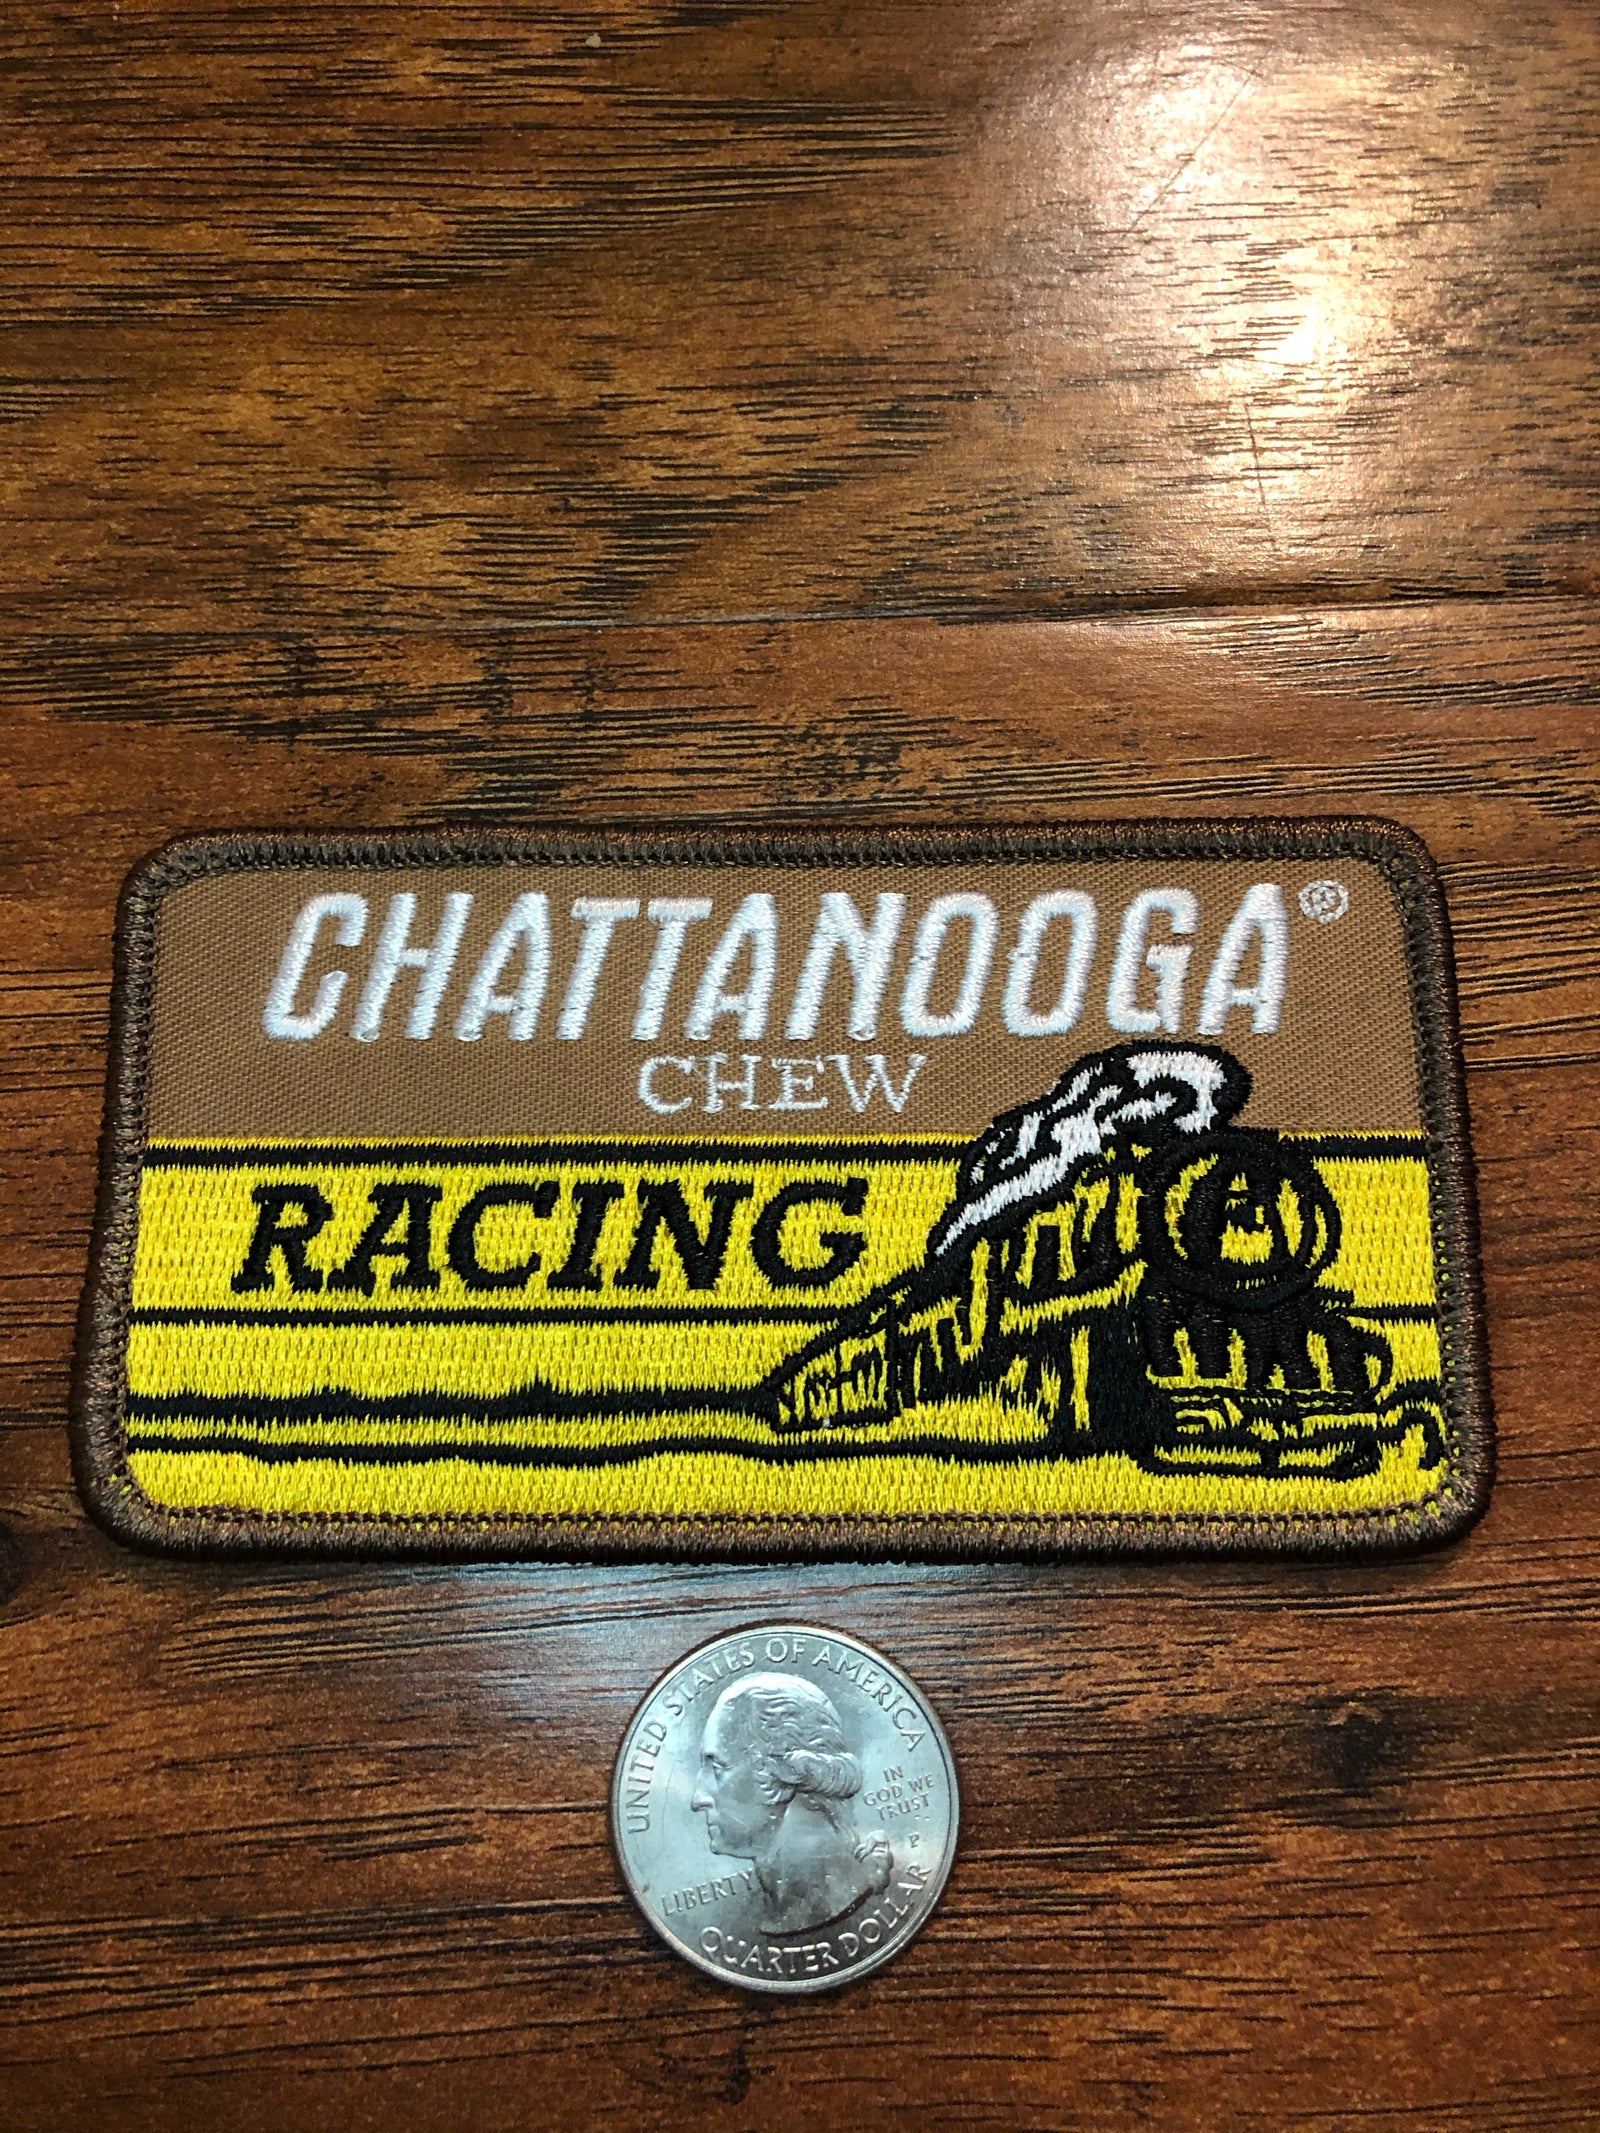 CHATTANOOGA®
CHEW
RACING
UNITED STATES OF AMERICA
IN
GOD WE
TRUST
P
LIBERTY
QUARTER DOLLAR